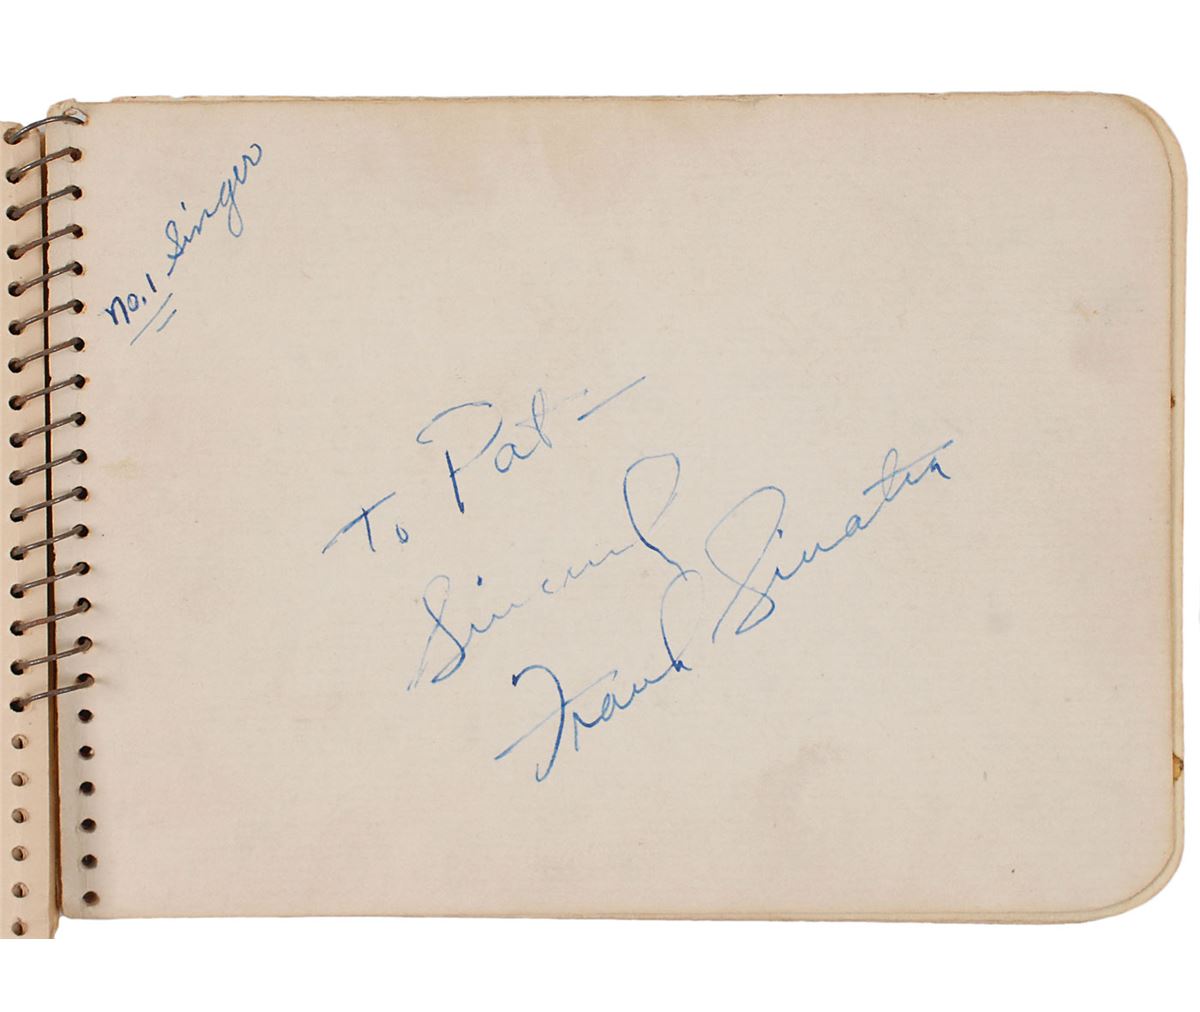 No. 1 Singer
To Pat -
Sincerely
Frank Sinatra